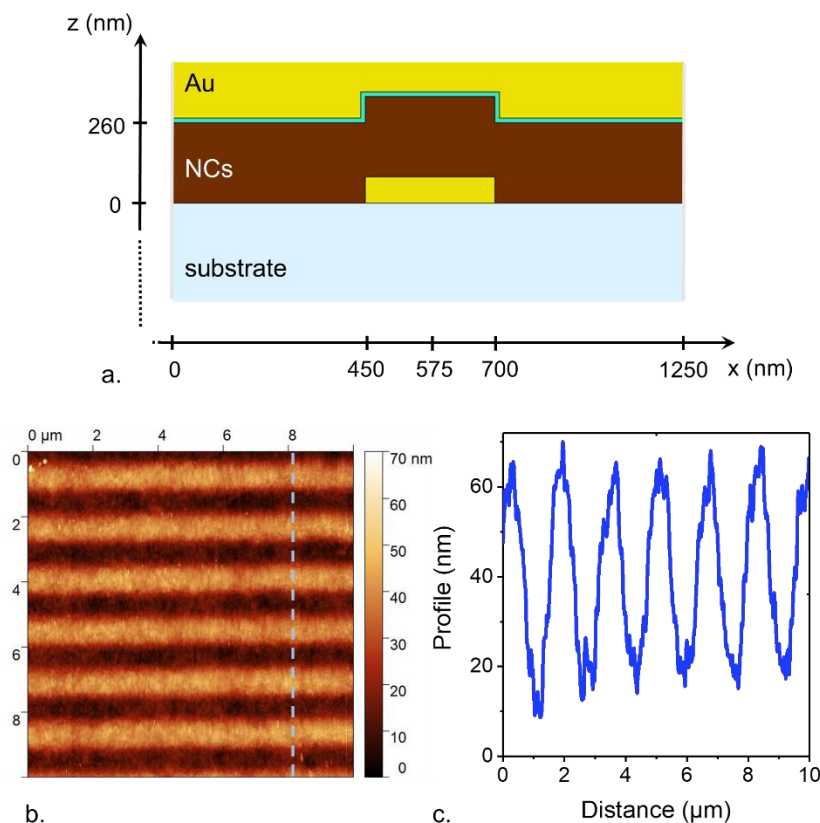 z (nm)
Au
260
NCs
0
substrate
0 450 575 700 1250 x (nm)
a.
0 µm 2 4 6 8
0
2
4
6
8
70 nm
60
50
40
30
20
10
0
b.
Profile (nm)
60
40
20
0
0 2 4 6 8 10
Distance (µm)
c.